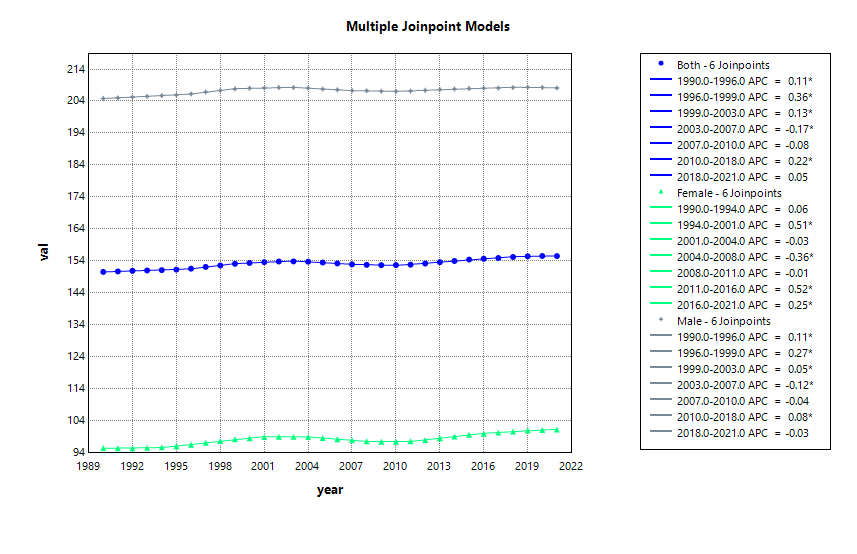 Multiple Joinpoint Models
val
214
204
194
184
174
164
154
144
134
124
114
104
94
1989 1992 1995 1998 2001 2004 2007 2010 2013 2016 2019 2022
year
Both - 6 Joinpoints
1990.0-1996.0 APC = 0.11*
1996.0-1999.0 APC = 0.36*
1999.0-2003.0 APC = 0.13*
2003.0-2007.0 APC = -0.17*
2007.0-2010.0 APC = -0.08
2010.0-2018.0 APC = 0.22*
2018.0-2021.0 APC = 0.05
Female - 6 Joinpoints
1990.0-1994.0 APC = 0.06
1994.0-2001.0 APC = 0.51*
2001.0-2004.0 APC = -0.03
2004.0-2008.0 APC = -0.36*
2008.0-2011.0 APC = -0.01
2011.0-2016.0 APC = 0.52*
2016.0-2021.0 APC = 0.25*
Male - 6 Joinpoints
1990.0-1996.0 APC = 0.11*
1996.0-1999.0 APC = 0.27*
1999.0-2003.0 APC = 0.05*
2003.0-2007.0 APC = -0.12*
2007.0-2010.0 APC = -0.04
2010.0-2018.0 APC = 0.08*
2018.0-2021.0 APC = -0.03